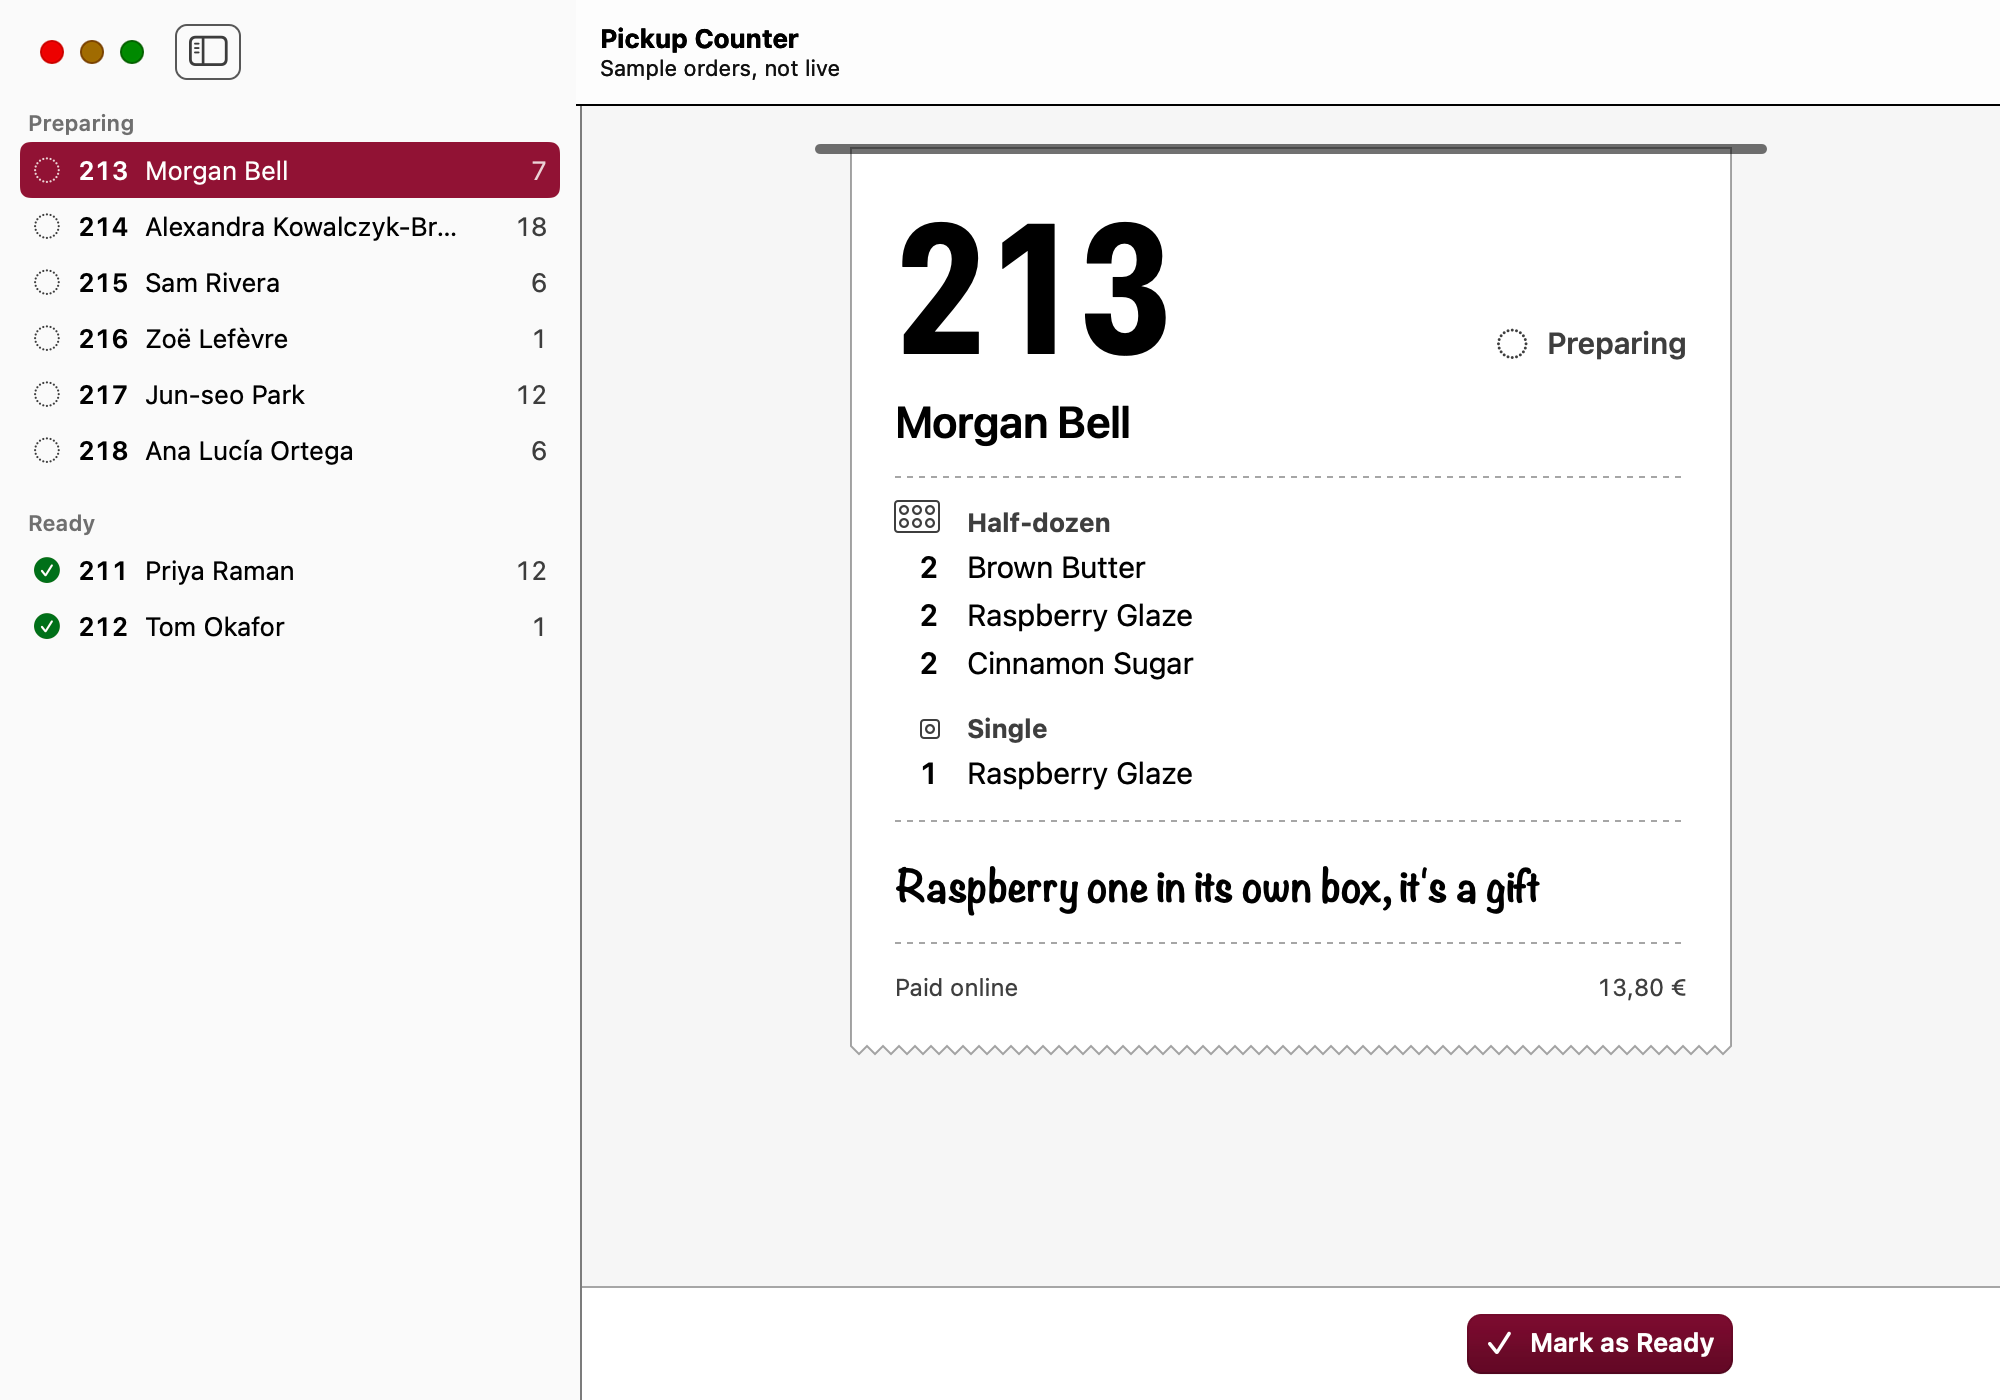 Pickup Counter
Sample orders, not live
Preparing
213 Morgan Bell 7
214 Alexandra Kowalczyk-Br... 18
215 Sam Rivera 6
216 Zoë Lefèvre 1
217 Jun-seo Park 12
218 Ana Lucía Ortega 6
Ready
211 Priya Raman 12
212 Tom Okafor 1
213
Preparing
Morgan Bell
Half-dozen
2 Brown Butter
2 Raspberry Glaze
2 Cinnamon Sugar
Single
1 Raspberry Glaze
Raspberry one in its own box, it's a gift
Paid online 13,80 €
Mark as Ready